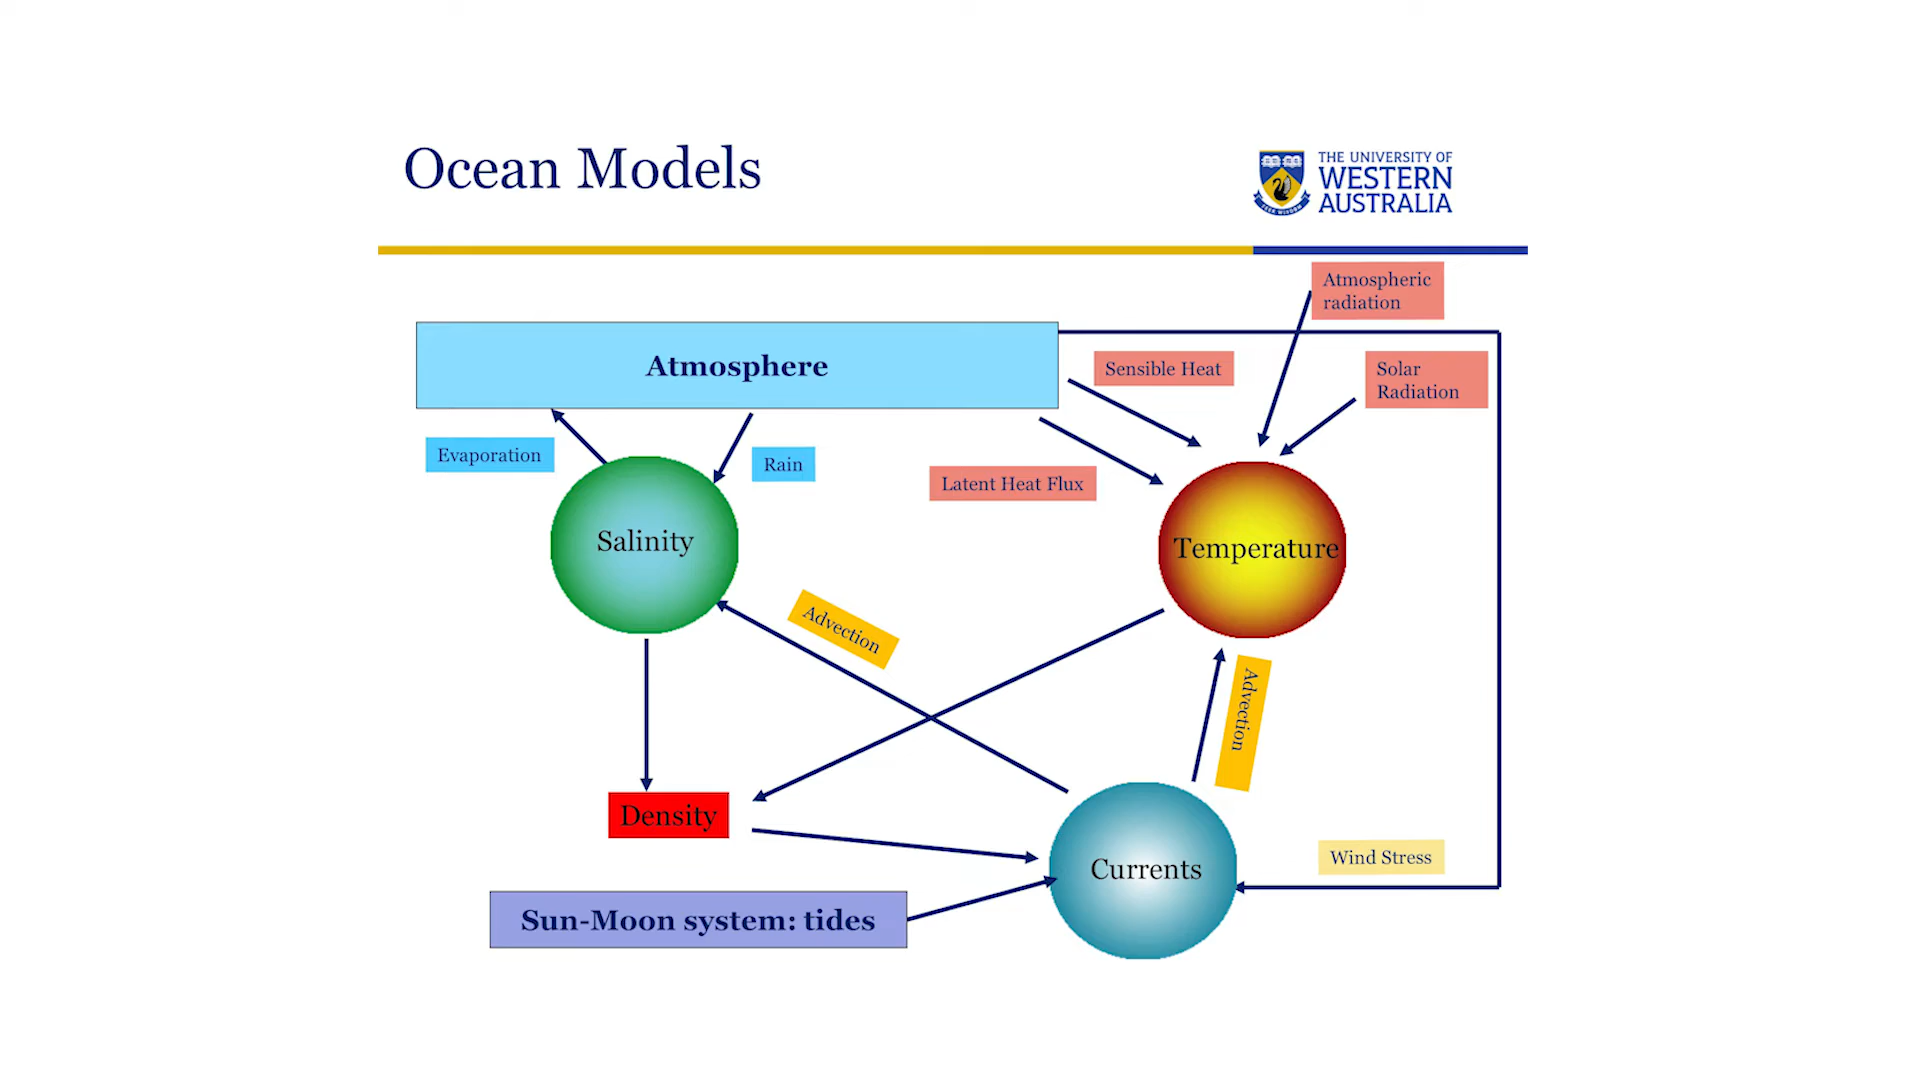 Ocean Models
THE UNIVERSITY OF
WESTERN
AUSTRALIA
Atmospheric
radiation
Atmosphere
Sensible Heat
Solar
Radiation
Evaporation
Rain
Latent Heat Flux
Salinity
Temperature
Advection
Advection
Density
Currents
Wind Stress
Sun-Moon system: tides